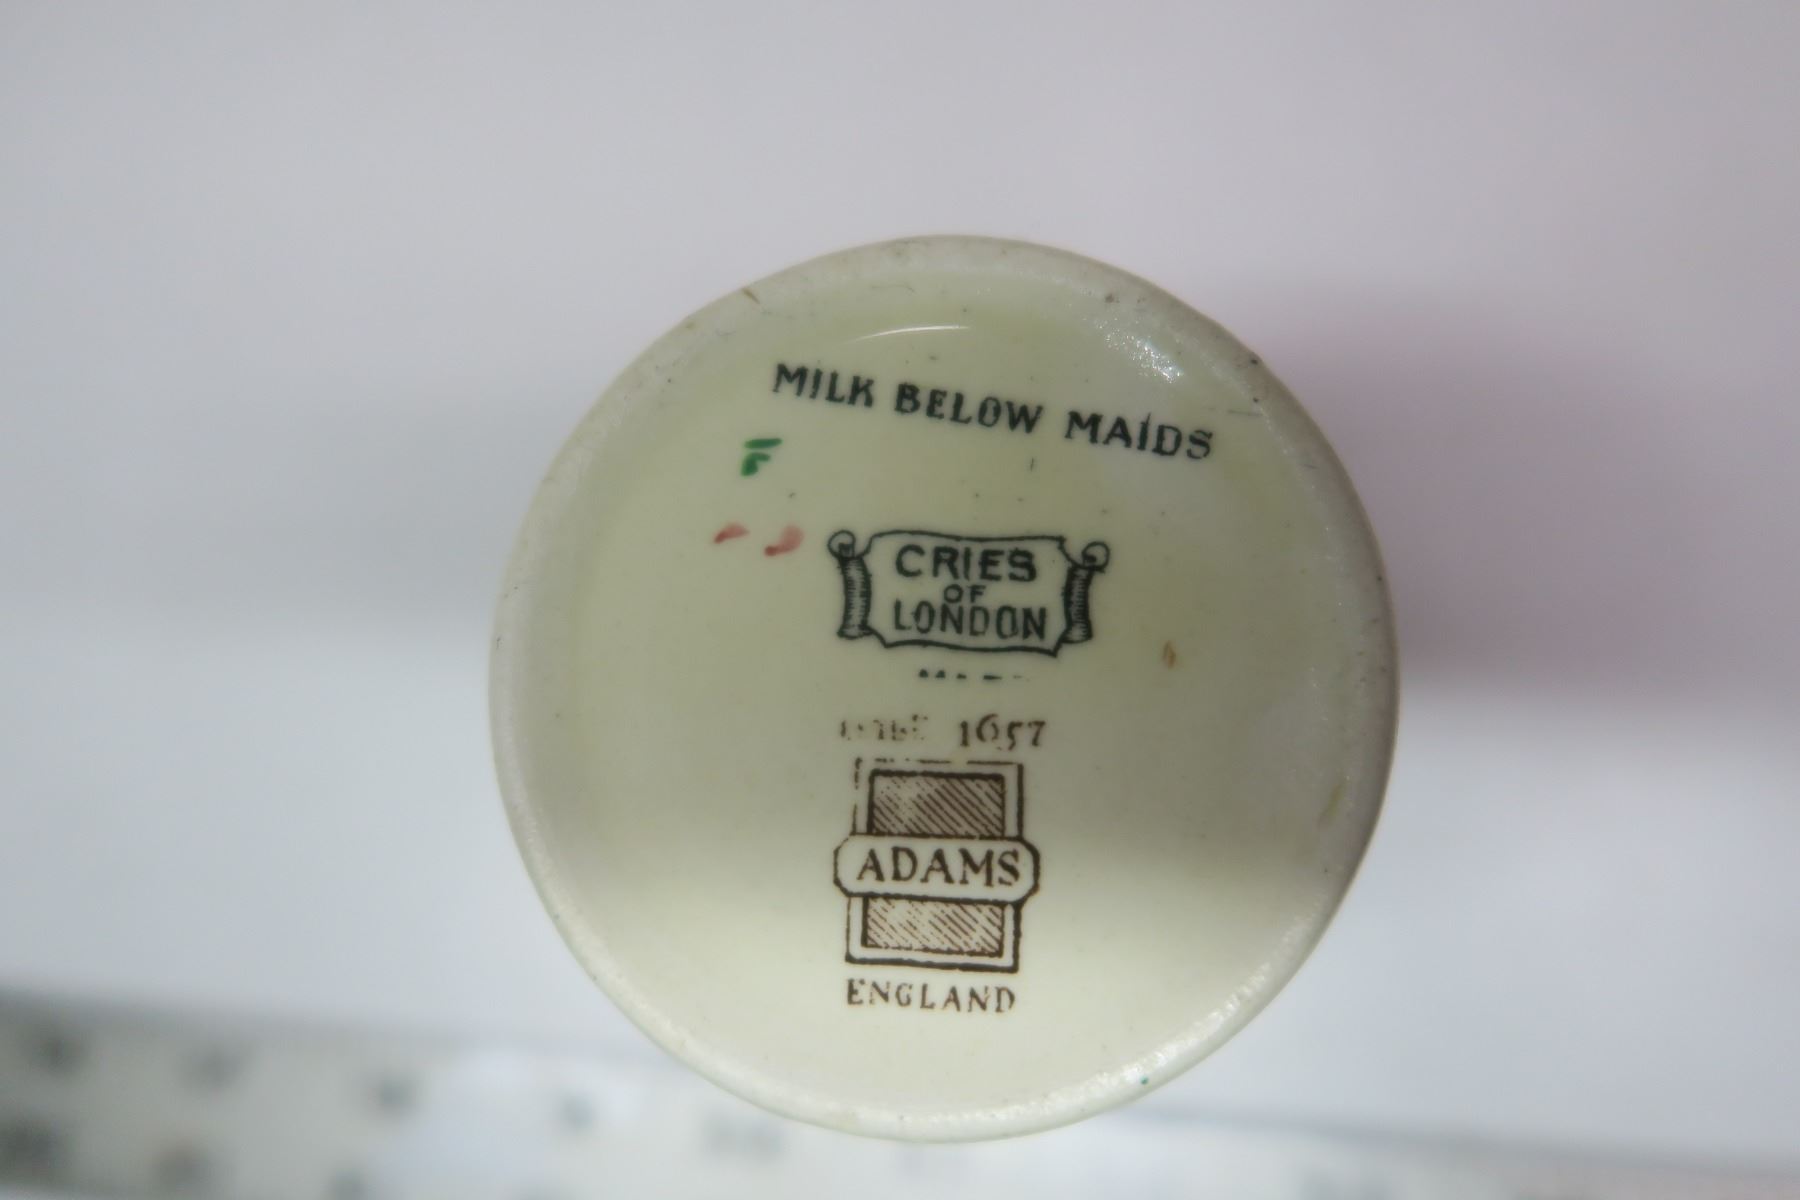 MILK BELOW MAIDS
CRIES
OF
LONDON
1657
ADAMS
ENGLAND